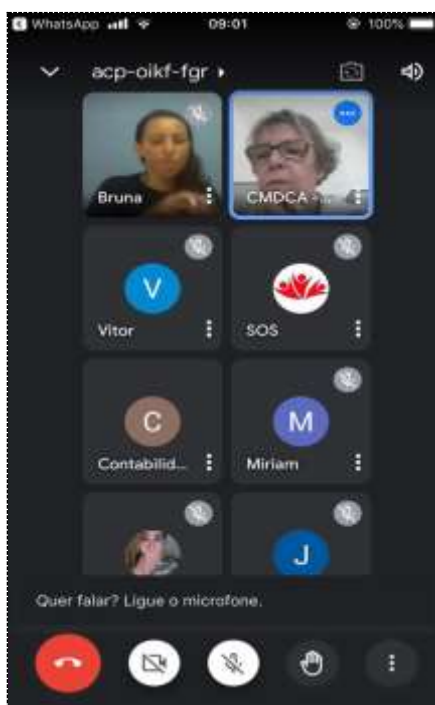 WhatsApp 09:01 100%
acp-oikf-fgr
Bruna CMDCA -...
V
Vitor SOS
C M
Contabilid... Miriam
J
Quer falar? Ligue o microfone.